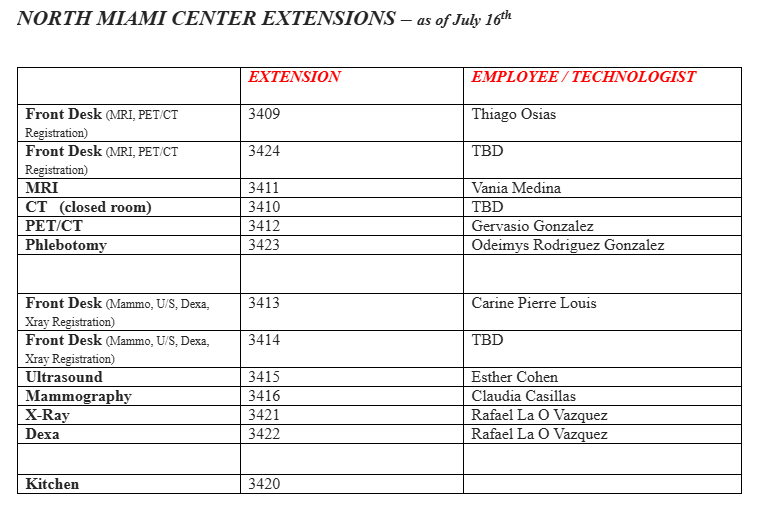 NORTH MIAMI CENTER EXTENSIONS – as of July 16th
EXTENSION EMPLOYEE / TECHNOLOGIST
Front Desk (MRI, PET/CT Registration) 3409 Thiago Osias
Front Desk (MRI, PET/CT Registration) 3424 TBD
MRI 3411 Vania Medina
CT (closed room) 3410 TBD
PET/CT 3412 Gervasio Gonzalez
Phlebotomy 3423 Odeimys Rodriguez Gonzalez
Front Desk (Mammo, U/S, Dexa, Xray Registration) 3413 Carine Pierre Louis
Front Desk (Mammo, U/S, Dexa, Xray Registration) 3414 TBD
Ultrasound 3415 Esther Cohen
Mammography 3416 Claudia Casillas
X-Ray 3421 Rafael La O Vazquez
Dexa 3422 Rafael La O Vazquez
Kitchen 3420